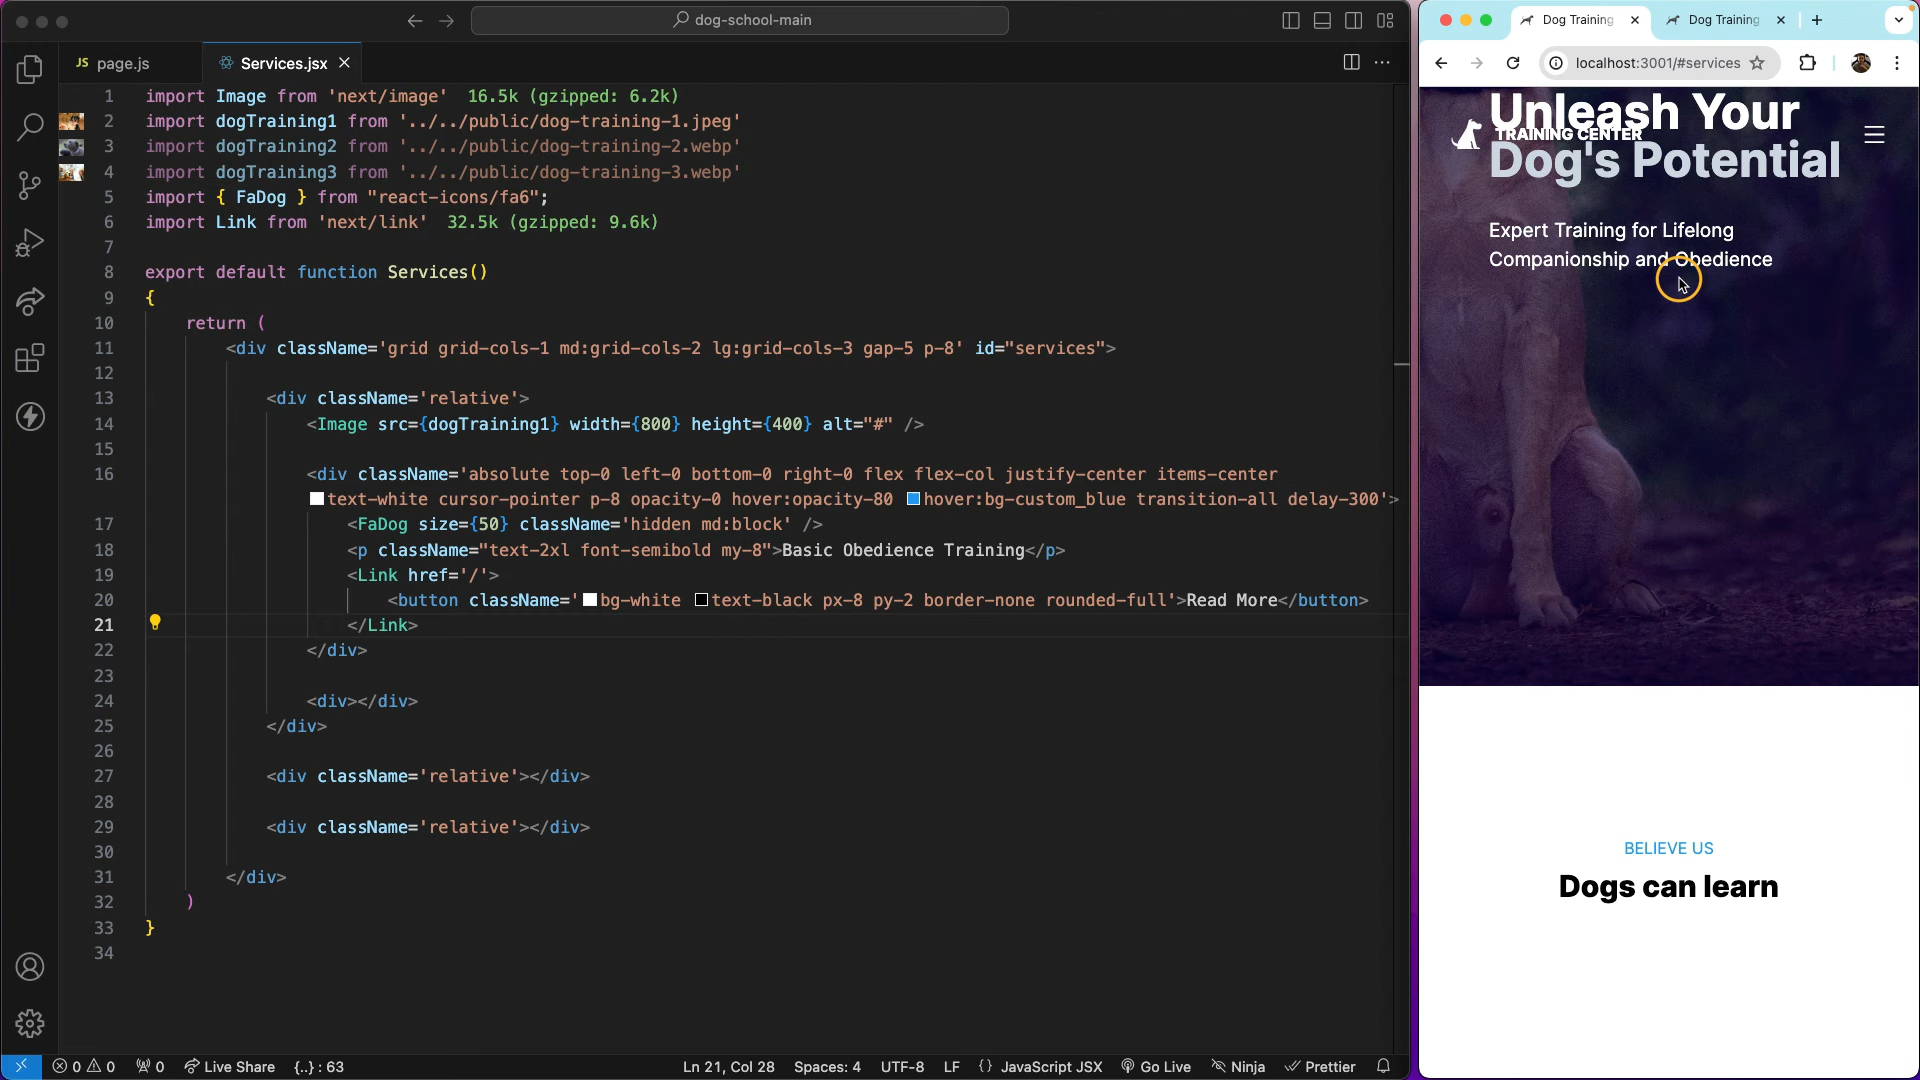 dog-school-main
JS page.js
Services.jsx
1 import Image from 'next/image' 16.5k (gzipped: 6.2k)
2 import dogTraining1 from '../../public/dog-training-1.jpeg'
3 import dogTraining2 from '../../public/dog-training-2.webp'
4 import dogTraining3 from '../../public/dog-training-3.webp'
5 import { FaDog } from "react-icons/fa6";
6 import Link from 'next/link' 32.5k (gzipped: 9.6k)
7
8 export default function Services()
9 {
10 return (
11 <div className='grid grid-cols-1 md:grid-cols-2 lg:grid-cols-3 gap-5 p-8' id="services">
12
13 <div className='relative'>
14 <Image src={dogTraining1} width={800} height={400} alt="#" />
15
16 <div className='absolute top-0 left-0 bottom-0 right-0 flex flex-col justify-center items-center
text-white cursor-pointer p-8 opacity-0 hover:opacity-80 hover:bg-custom_blue transition-all delay-300'>
17 <FaDog size={50} className='hidden md:block' />
18 <p className="text-2xl font-semibold my-8">Basic Obedience Training</p>
19 <Link href='/'>
20 <button className='bg-white text-black px-8 py-2 border-none rounded-full'>Read More</button>
21 </Link>
22 </div>
23
24 <div></div>
25 </div>
26
27 <div className='relative'></div>
28
29 <div className='relative'></div>
30
31 </div>
32 )
33 }
34
0 0 0 Live Share {..} : 63 Ln 21, Col 28 Spaces: 4 UTF-8 LF {} JavaScript JSX Go Live Ninja Prettier
Dog Training Dog Training
localhost:3001/#services
Unleash Your
TRAINING CENTER
Dog's Potential
Expert Training for Lifelong
Companionship and Obedience
BELIEVE US
Dogs can learn